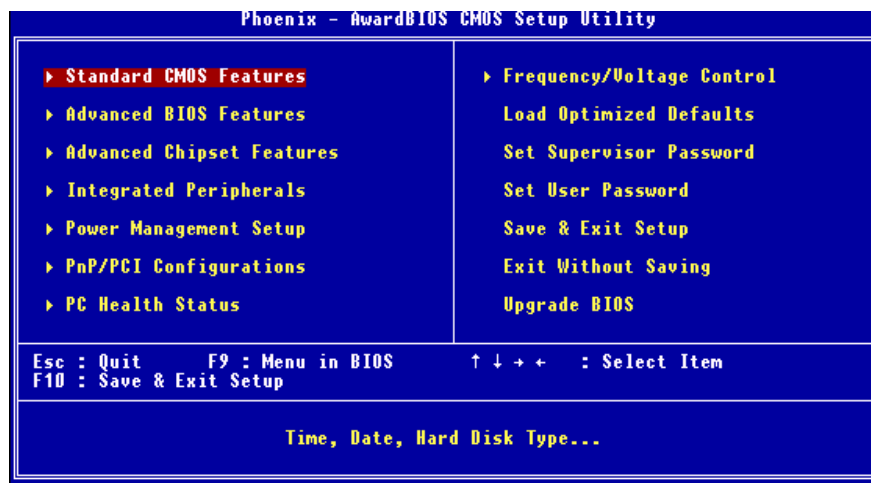 Phoenix - AwardBIOS CMOS Setup Utility
▸ Standard CMOS Features
▸ Advanced BIOS Features
▸ Advanced Chipset Features
▸ Integrated Peripherals
▸ Power Management Setup
▸ PnP/PCI Configurations
▸ PC Health Status
▸ Frequency/Voltage Control
Load Optimized Defaults
Set Supervisor Password
Set User Password
Save & Exit Setup
Exit Without Saving
Upgrade BIOS
Esc : Quit F9 : Menu in BIOS ↑ ↓ → ← : Select Item
F10 : Save & Exit Setup
Time, Date, Hard Disk Type...